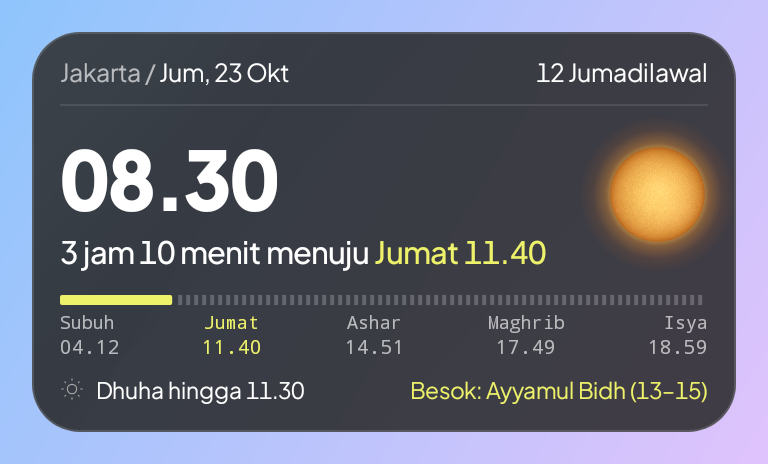 Jakarta / Jum, 23 Okt 12 Jumadilawal
08.30
3 jam 10 menit menuju Jumat 11.40
Subuh Jumat Ashar Maghrib Isya
04.12 11.40 14.51 17.49 18.59
Dhuha hingga 11.30 Besok: Ayyamul Bidh (13–15)